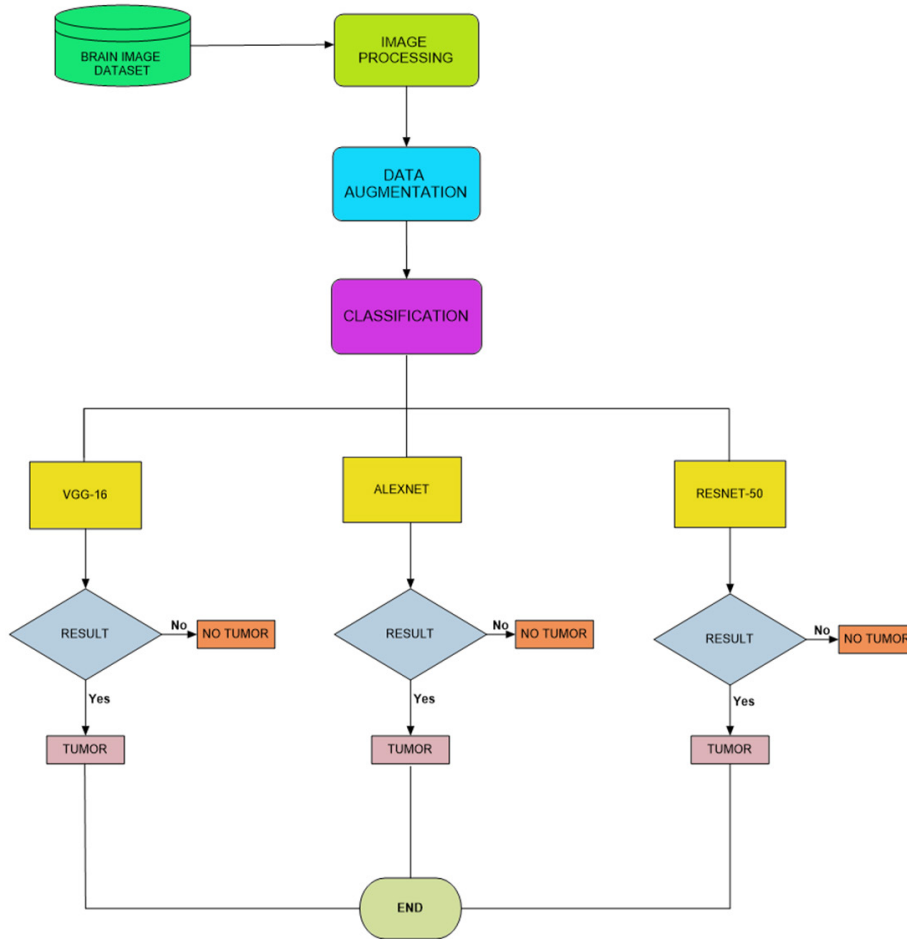 BRAIN IMAGE
DATASET
IMAGE
PROCESSING
DATA
AUGMENTATION
CLASSIFICATION
VGG-16
ALEXNET
RESNET-50
RESULT
No
NO TUMOR
RESULT
No
NO TUMOR
RESULT
No
NO TUMOR
Yes
Yes
Yes
TUMOR
TUMOR
TUMOR
END